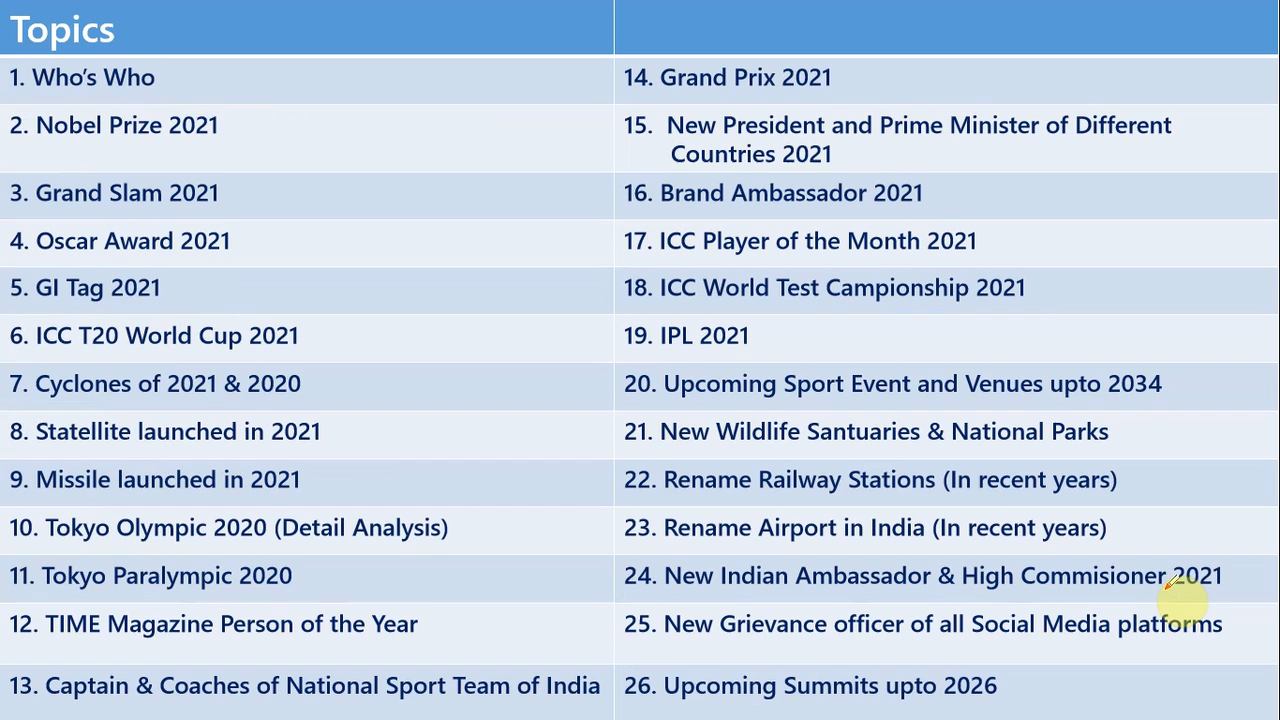 Topics
1. Who's Who
2. Nobel Prize 2021
3. Grand Slam 2021
4. Oscar Award 2021
5. GI Tag 2021
6. ICC T20 World Cup 2021
7. Cyclones of 2021 & 2020
8. Statellite launched in 2021
9. Missile launched in 2021
10. Tokyo Olympic 2020 (Detail Analysis)
11. Tokyo Paralympic 2020
12. TIME Magazine Person of the Year
13. Captain & Coaches of National Sport Team of India
14. Grand Prix 2021
15. New President and Prime Minister of Different
Countries 2021
16. Brand Ambassador 2021
17. ICC Player of the Month 2021
18. ICC World Test Campionship 2021
19. IPL 2021
20. Upcoming Sport Event and Venues upto 2034
21. New Wildlife Santuaries & National Parks
22. Rename Railway Stations (In recent years)
23. Rename Airport in India (In recent years)
24. New Indian Ambassador & High Commisioner 2021
25. New Grievance officer of all Social Media platforms
26. Upcoming Summits upto 2026